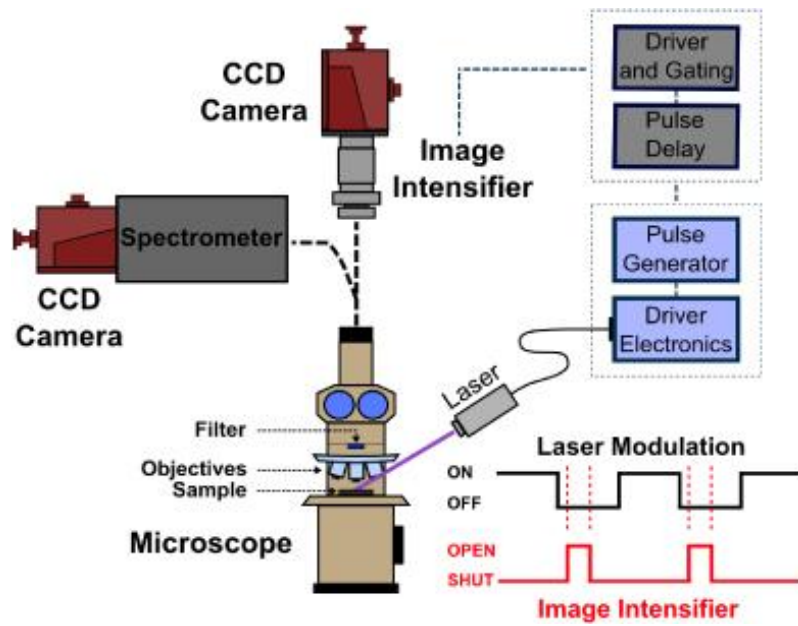 CCD
Camera
Driver
and Gating
Pulse
Delay
Image
Intensifier
Spectrometer
CCD
Camera
Pulse
Generator
Driver
Electronics
Laser
Filter
Objectives
Sample
Microscope
Laser Modulation
ON
OFF
OPEN
SHUT
Image Intensifier